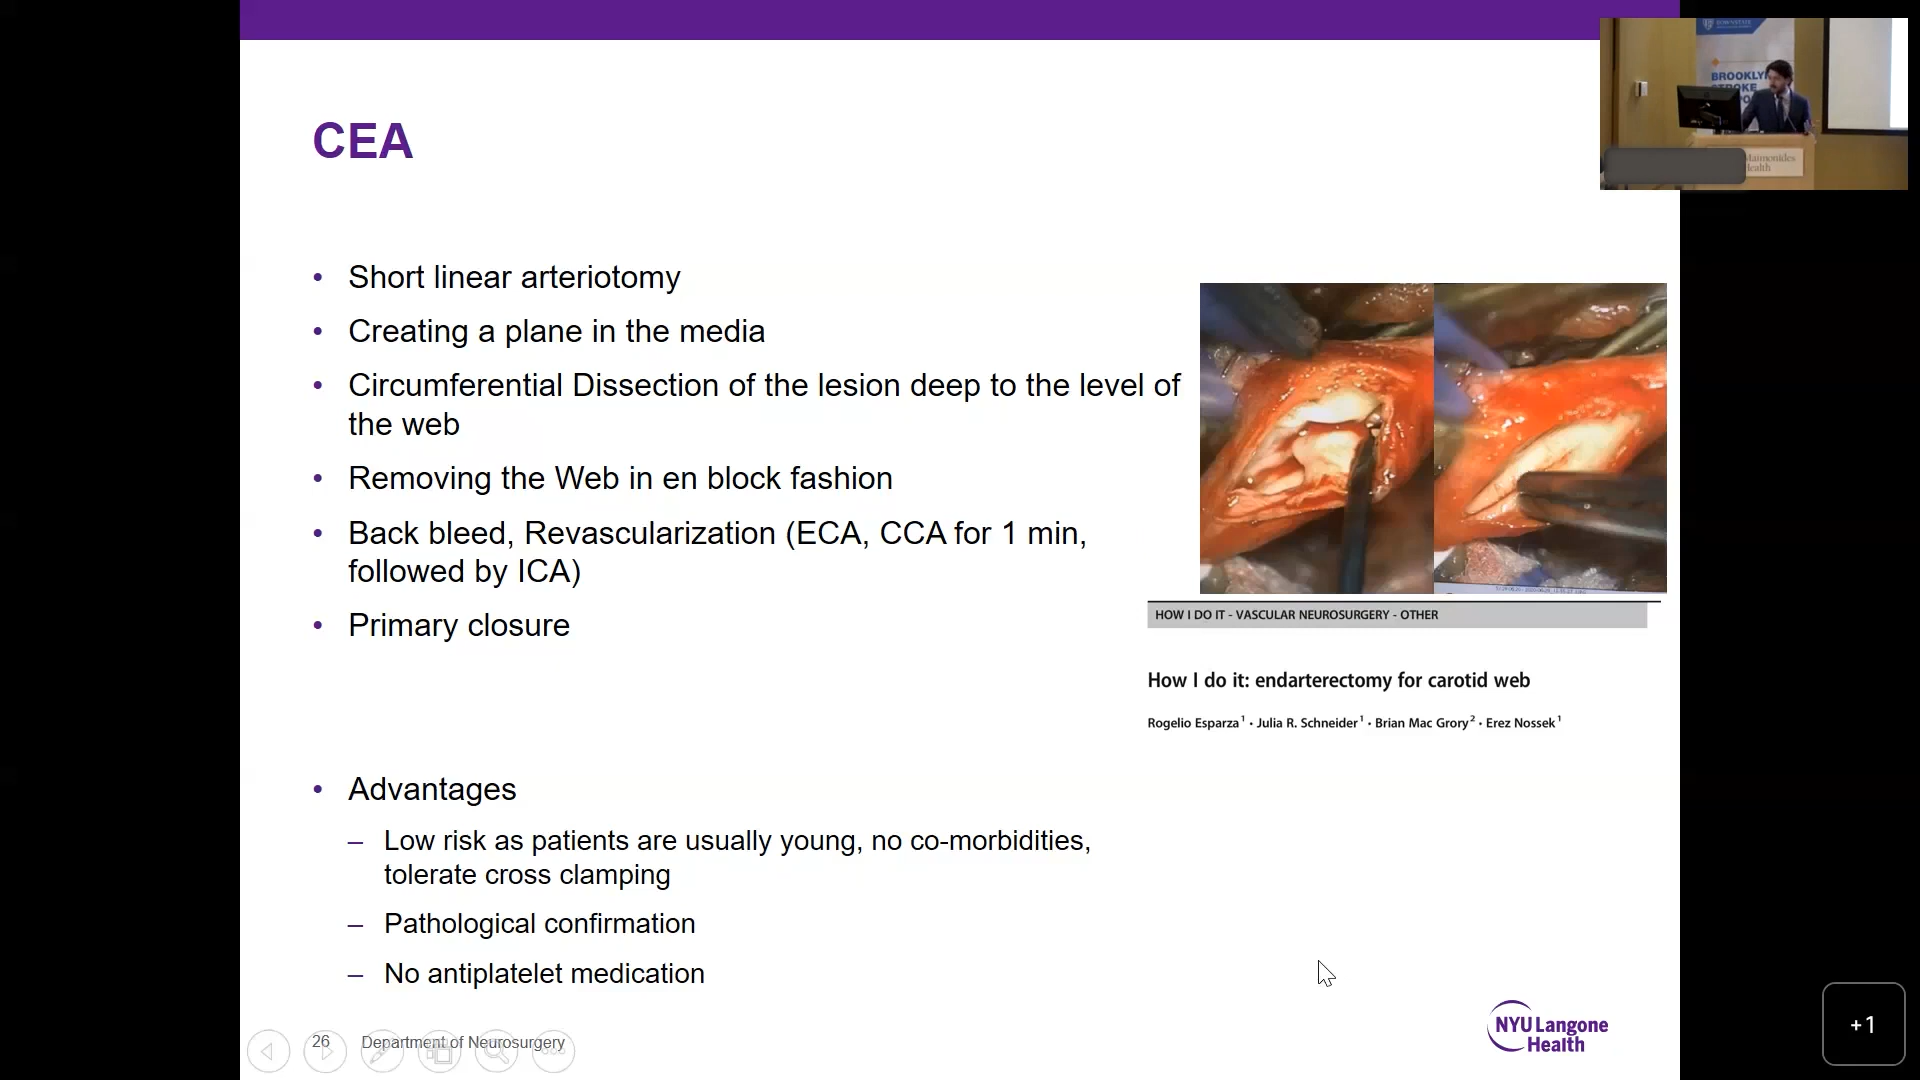 CEA
• Short linear arteriotomy
• Creating a plane in the media
• Circumferential Dissection of the lesion deep to the level of
the web
• Removing the Web in en block fashion
• Back bleed, Revascularization (ECA, CCA for 1 min,
followed by ICA)
• Primary closure
• Advantages
– Low risk as patients are usually young, no co-morbidities,
tolerate cross clamping
– Pathological confirmation
– No antiplatelet medication
HOW I DO IT - VASCULAR NEUROSURGERY - OTHER
How I do it: endarterectomy for carotid web
Rogelio Esparza1 · Julia R. Schneider1 · Brian Mac Grory2 · Erez Nossek1
26 Department of Neurosurgery
NYU Langone
Health
BROOKLYN
STROKE
Maimonides
Health
+1